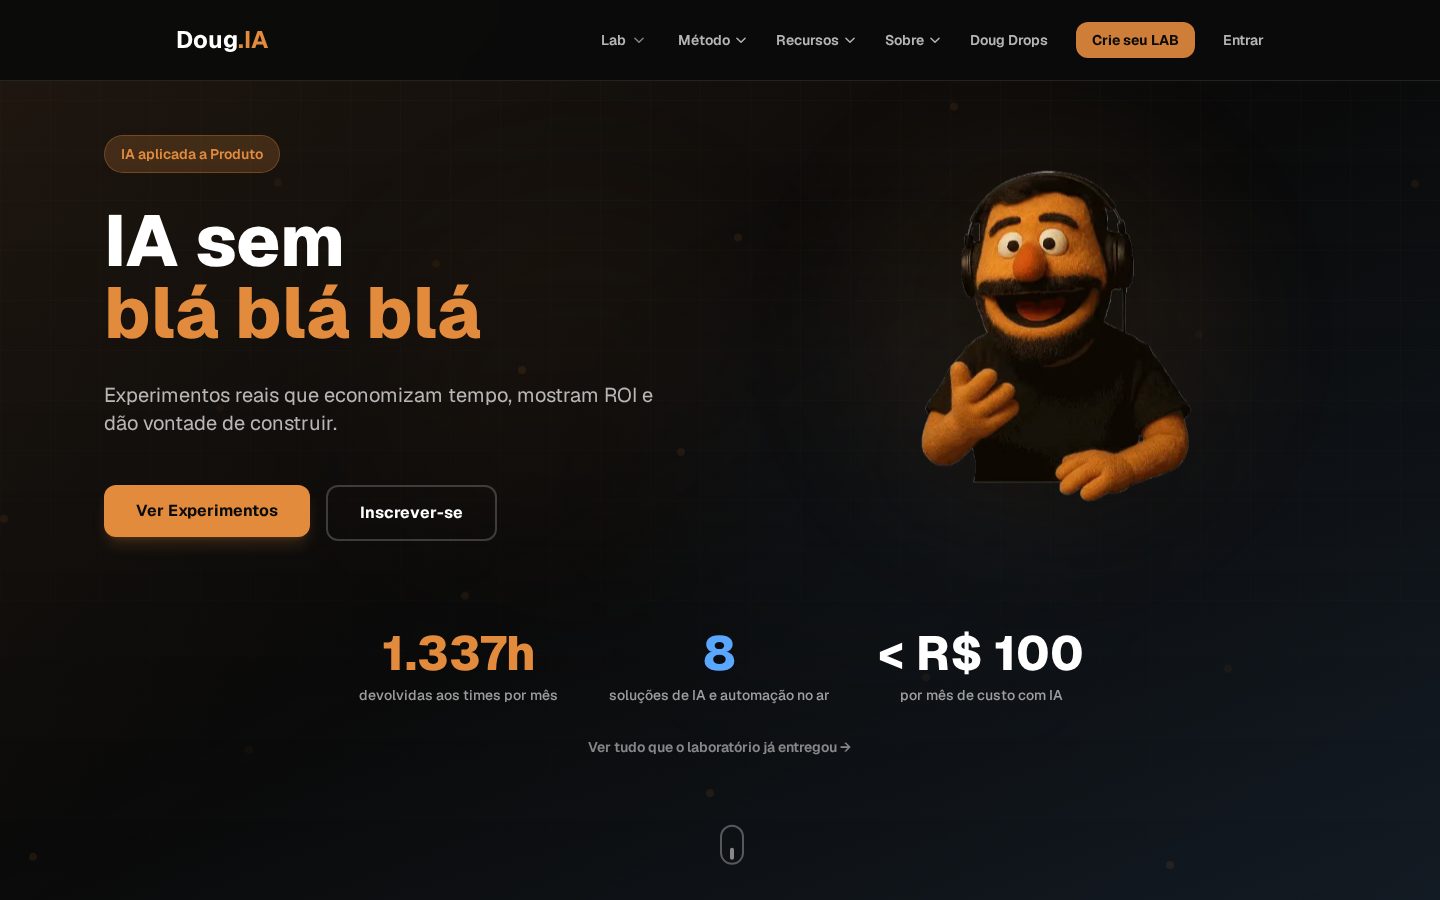 Doug.IA
Lab
Método
Recursos
Sobre
Doug Drops
Crie seu LAB
Entrar
IA aplicada a Produto
IA sem
blá blá blá
Experimentos reais que economizam tempo, mostram ROI e
dão vontade de construir.
Ver Experimentos
Inscrever-se
1.337h
devolvidas aos times por mês
8
soluções de IA e automação no ar
< R$ 100
por mês de custo com IA
Ver tudo que o laboratório já entregou →